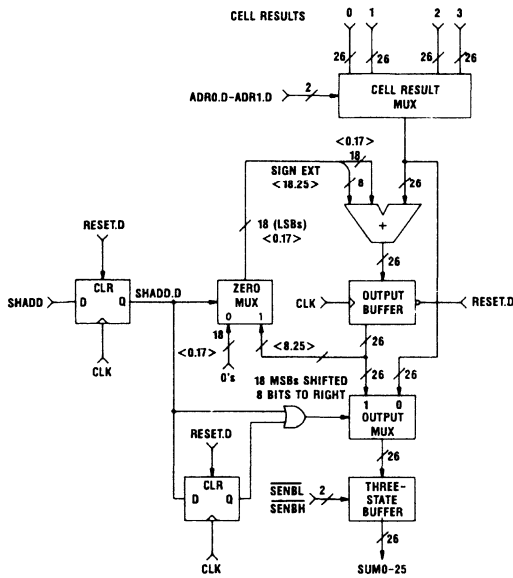 CELL RESULTS
0 1 2 3
26 26 26 26
ADR0.D-ADR1.D 2
CELL RESULT
MUX
<0.17>
18
SIGN EXT
<18.25>
8
26
18 (LSBs)
<0.17>
+
26
RESET.D
CLR
D Q
SHADD
SHADD.D
CLK
ZERO
MUX
0 1
18
<0.17>
0's
<8.25>
CLK
OUTPUT
BUFFER
RESET.D
26
18 MSBs SHIFTED
8 BITS TO RIGHT
26 26
1 0
OUTPUT
MUX
26
RESET.D
CLR
D Q
CLK
SENBL
SENBH
2
THREE-
STATE
BUFFER
26
SUM0-25